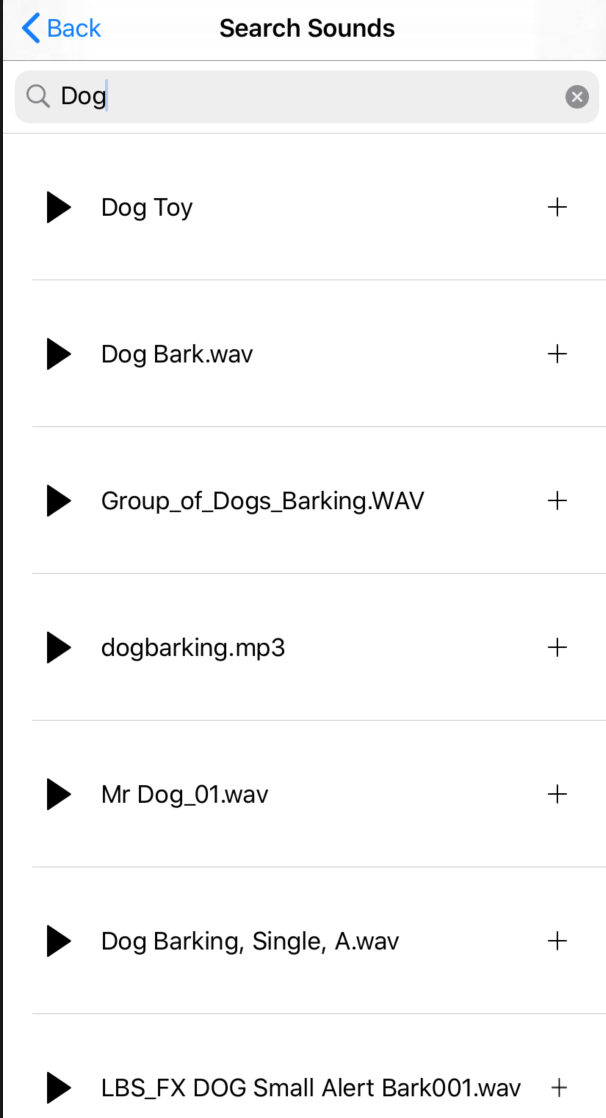 Back
Search Sounds
Dog
Dog Toy
Dog Bark.wav
Group_of_Dogs_Barking.WAV
dogbarking.mp3
Mr Dog_01.wav
Dog Barking, Single, A.wav
LBS_FX DOG Small Alert Bark001.wav